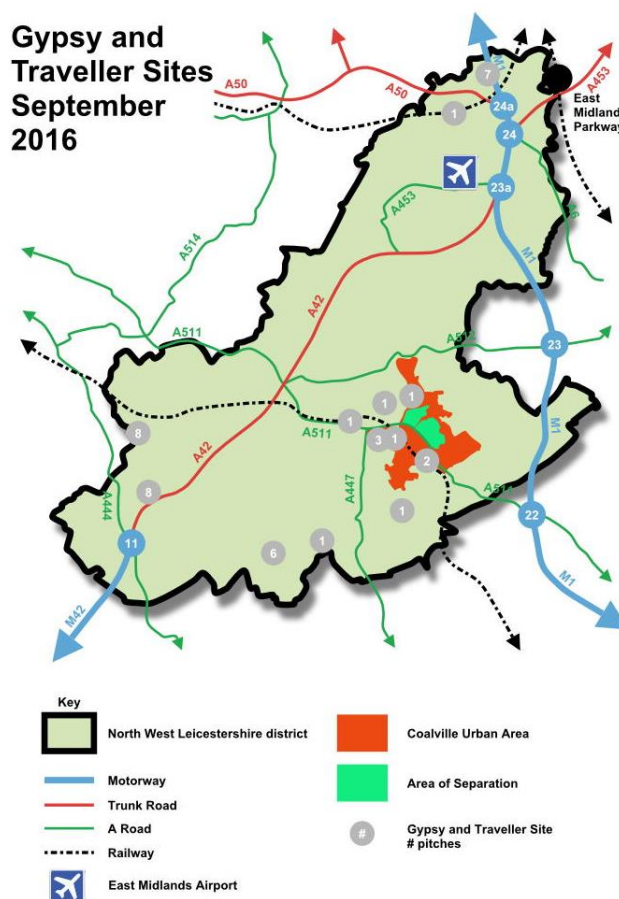 Gypsy and
Traveller Sites
September
2016
A50
A50
7
M1
A453
24a
1
24
East
Midland
Parkway
23a
A453
A6
A514
M1
A42
A511
A511
23
1
1
1
A511
3
1
8
A42
2
M1
8
A444
A447
A511
1
22
11
1
6
M1
M42
Key
North West Leicestershire district
Motorway
Trunk Road
A Road
Railway
East Midlands Airport
Coalville Urban Area
Area of Separation
#
Gypsy and Traveller Site
# pitches